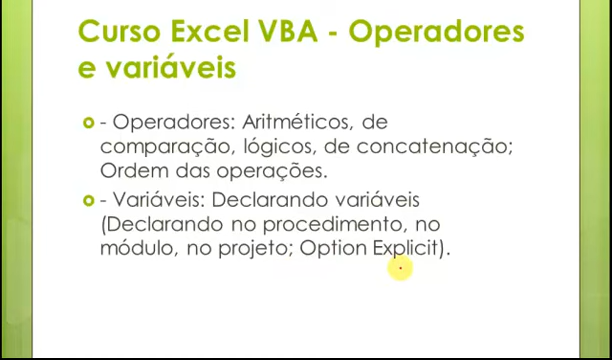 Curso Excel VBA - Operadores
e variáveis
- Operadores: Aritméticos, de
comparação, lógicos, de concatenação;
Ordem das operações.
- Variáveis: Declarando variáveis
(Declarando no procedimento, no
módulo, no projeto; Option Explicit).